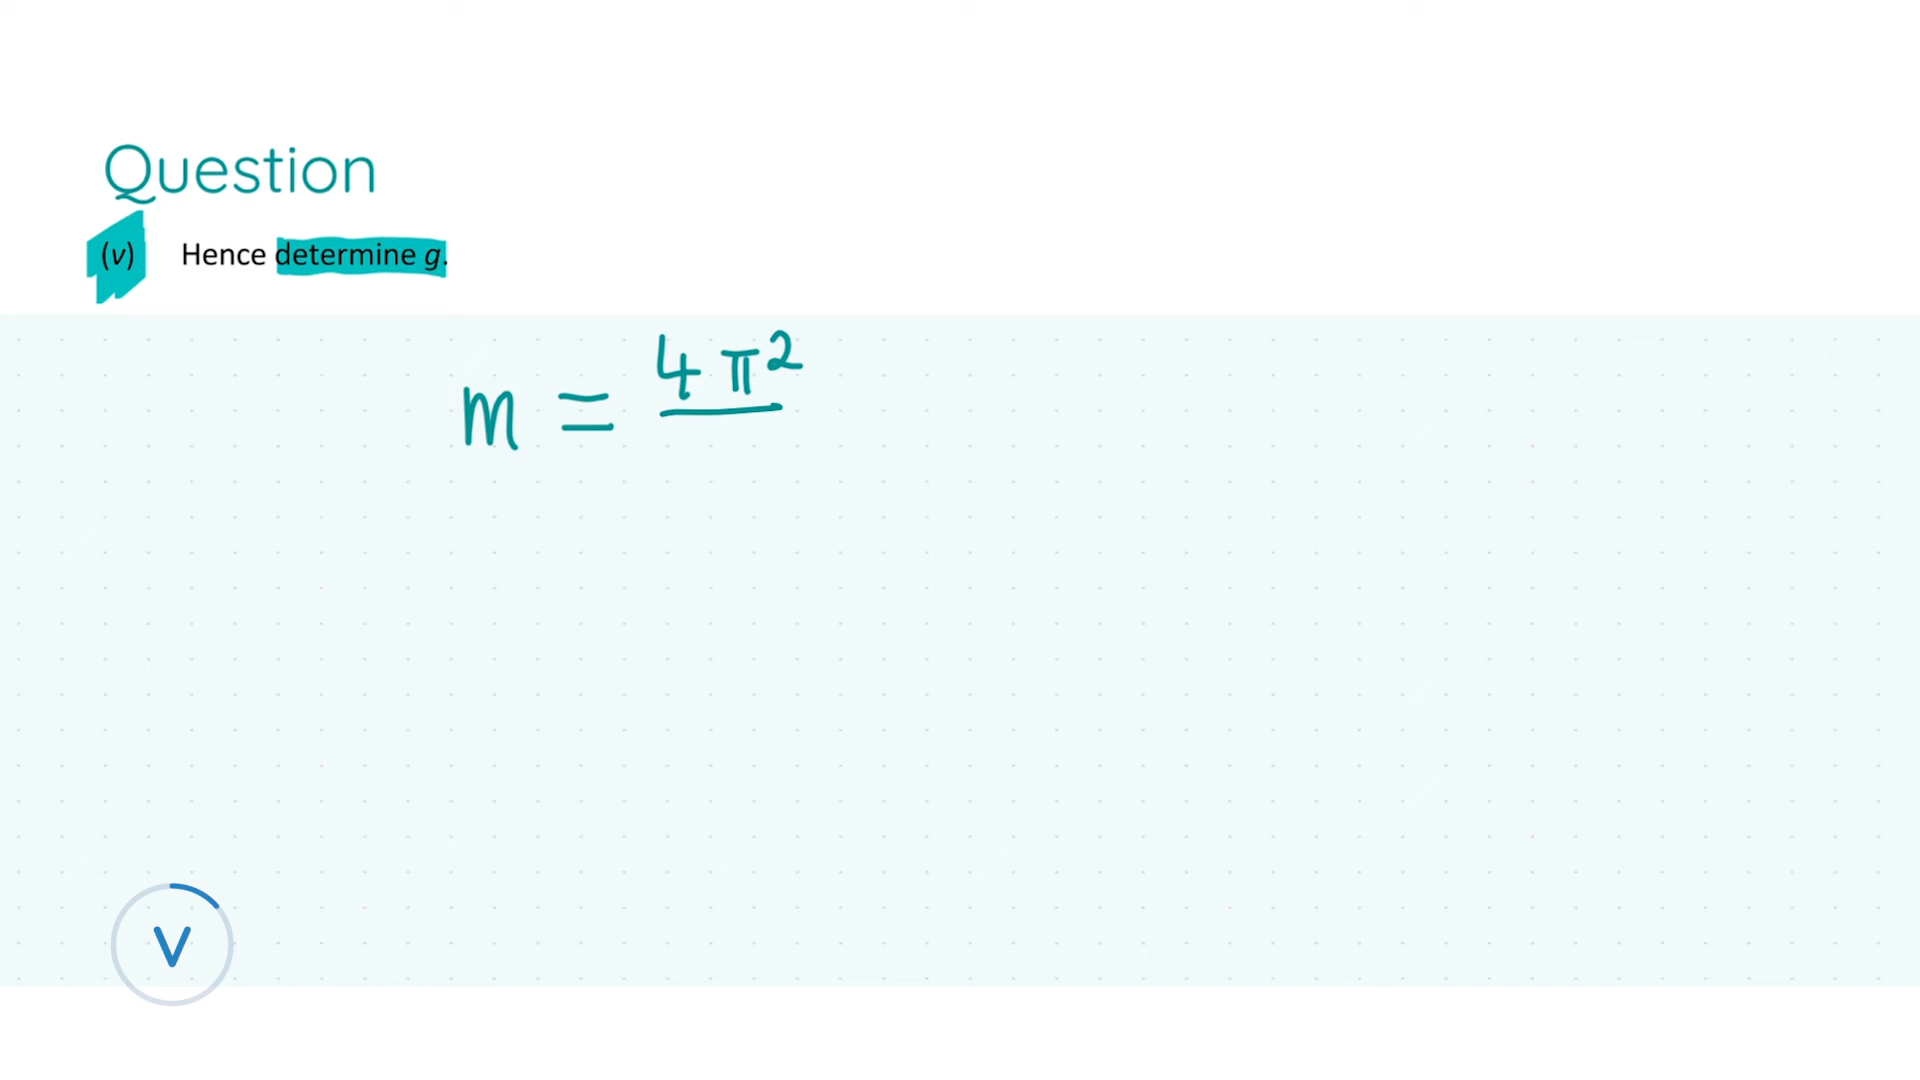 Question
(v) Hence determine g.
m = 4π²
V